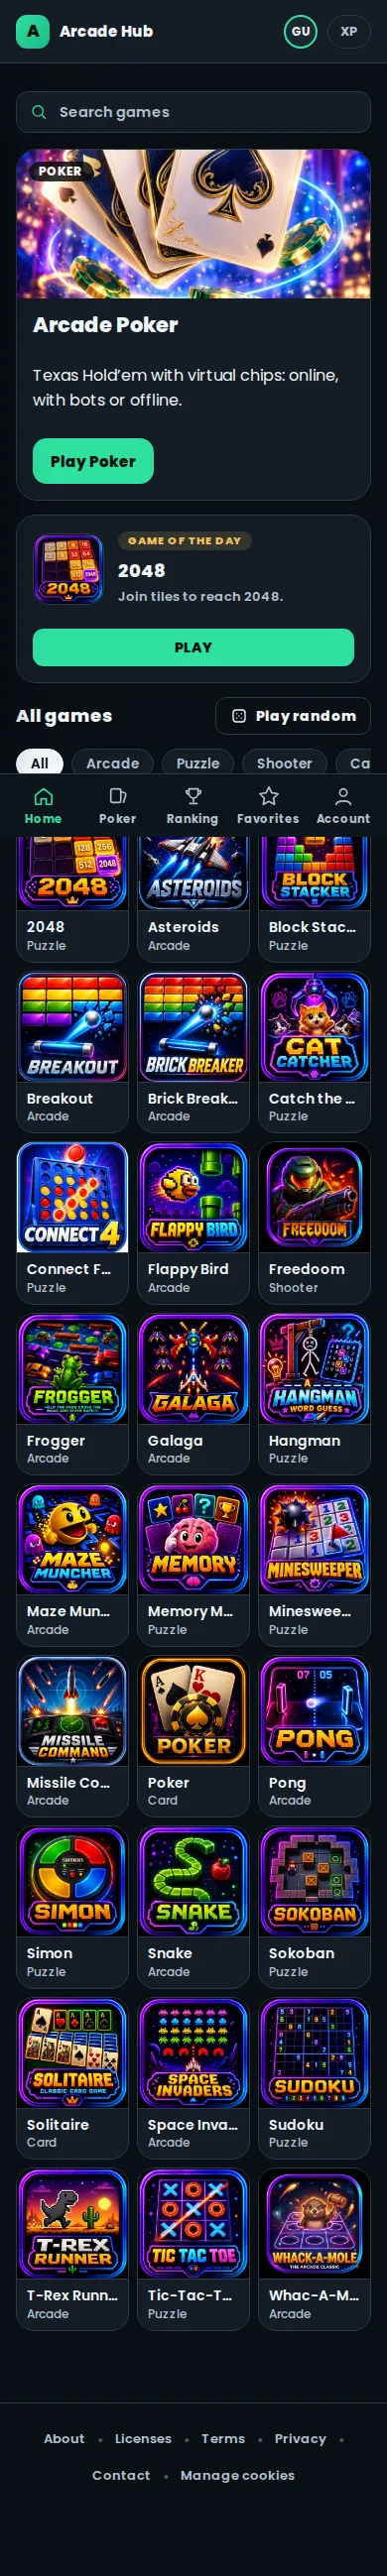 A Arcade Hub GU XP
Search games
POKER
Arcade Poker
Texas Hold'em with virtual chips: online,
with bots or offline.
Play Poker
GAME OF THE DAY
2048
Join tiles to reach 2048.
PLAY
All games Play random
All Arcade Puzzle Shooter Ca
Home Poker Ranking Favorites Account
2048 ASTEROIDS BLOCK STACKER
2048 Asteroids Block Stac...
Puzzle Arcade Puzzle
BREAKOUT BRICK BREAKER CAT CATCHER
Breakout Brick Break... Catch the ...
Arcade Arcade Puzzle
CONNECT 4 FLAPPY BIRD FREEDOOM
Connect F... Flappy Bird Freedoom
Puzzle Arcade Shooter
FROGGER GALAGA HANGMAN WORD GUESS
Frogger Galaga Hangman
Arcade Arcade Puzzle
MAZE MUNCHER MEMORY MINESWEEPER
Maze Mun... Memory M... Mineswee...
Arcade Puzzle Puzzle
MISSILE COMMAND POKER 07 05 PONG
Missile Co... Poker Pong
Arcade Card Arcade
SIMON SNAKE SOKOBAN
Simon Snake Sokoban
Puzzle Arcade Puzzle
SOLITAIRE CLASSIC CARD GAME SPACE INVADERS SUDOKU
Solitaire Space Inva... Sudoku
Card Arcade Puzzle
T-REX RUNNER TIC TAC TOE WHACK-A-MOLE THE ARCADE CLASSIC
T-Rex Runn... Tic-Tac-T... Whac-A-M...
Arcade Puzzle Arcade
About • Licenses • Terms • Privacy •
Contact • Manage cookies